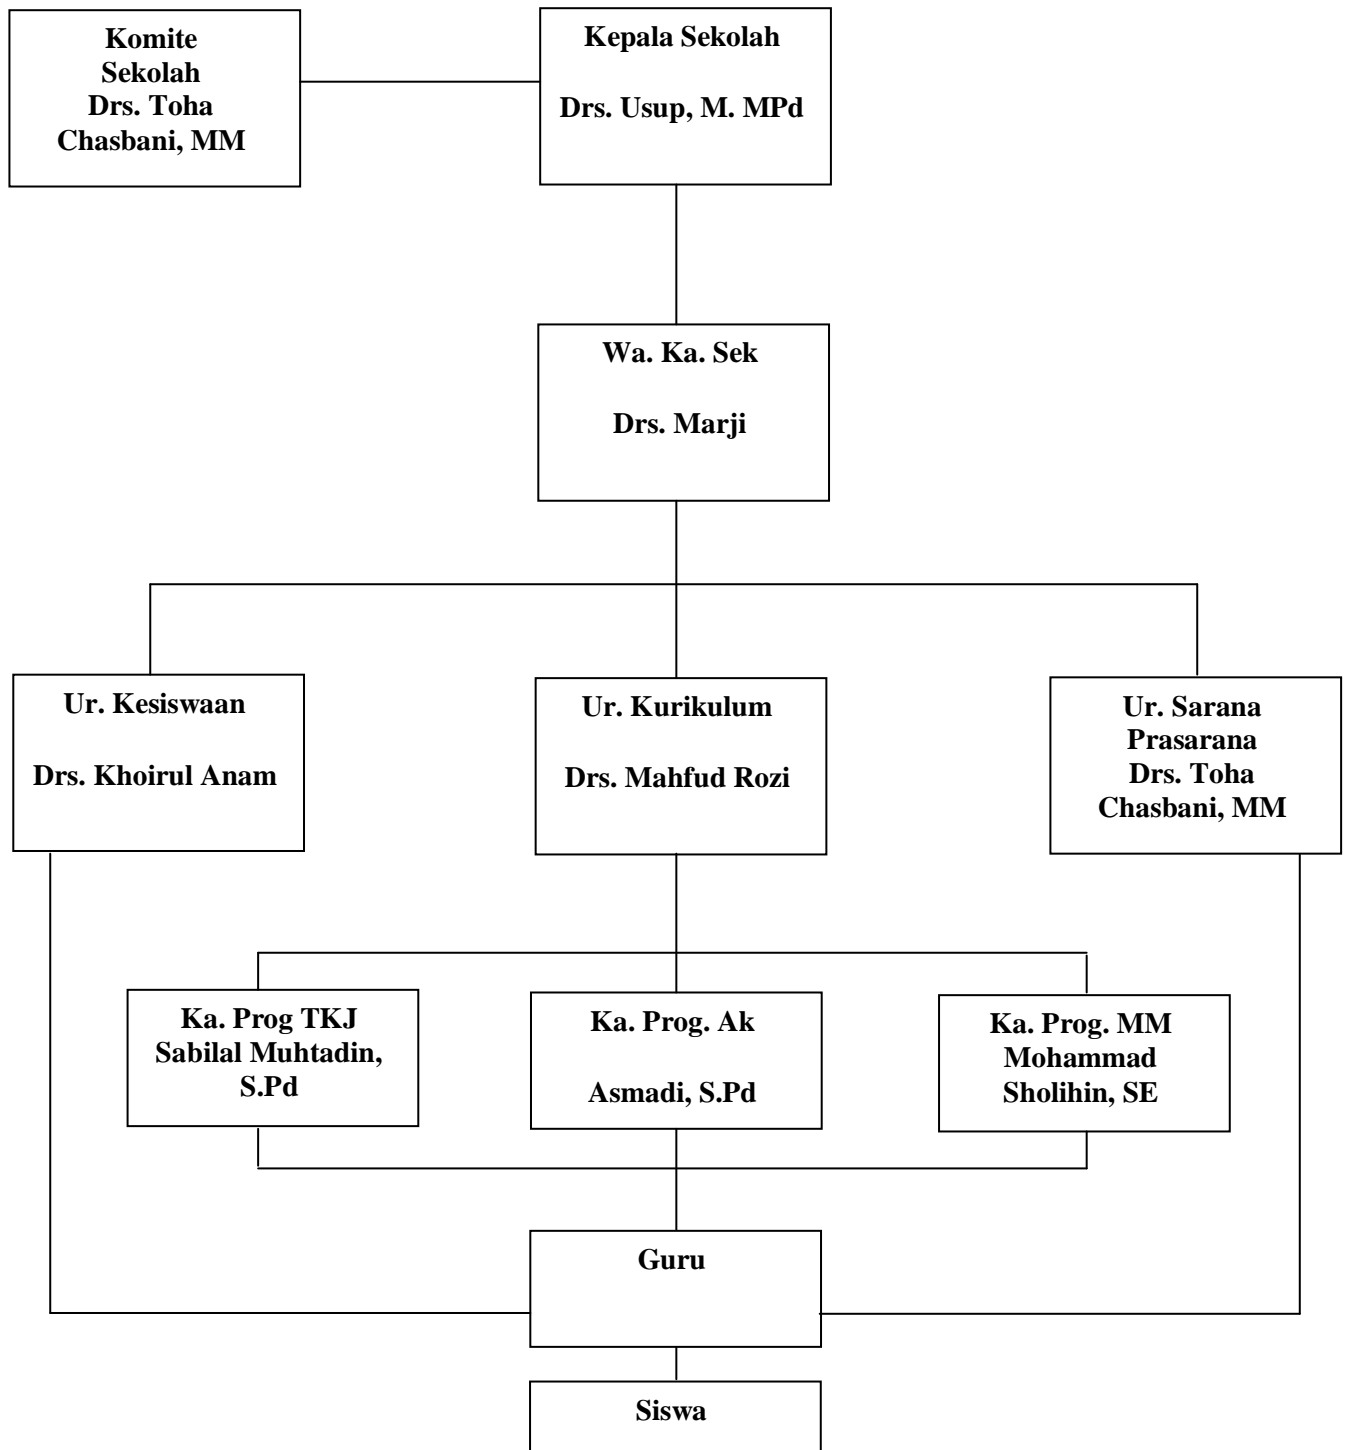 Komite
Sekolah
Drs. Toha
Chasbani, MM
Kepala Sekolah
Drs. Usup, M. MPd
Wa. Ka. Sek
Drs. Marji
Ur. Kesiswaan
Drs. Khoirul Anam
Ur. Kurikulum
Drs. Mahfud Rozi
Ur. Sarana
Prasarana
Drs. Toha
Chasbani, MM
Ka. Prog TKJ
Sabilal Muhtadin,
S.Pd
Ka. Prog. Ak
Asmadi, S.Pd
Ka. Prog. MM
Mohammad
Sholihin, SE
Guru
Siswa